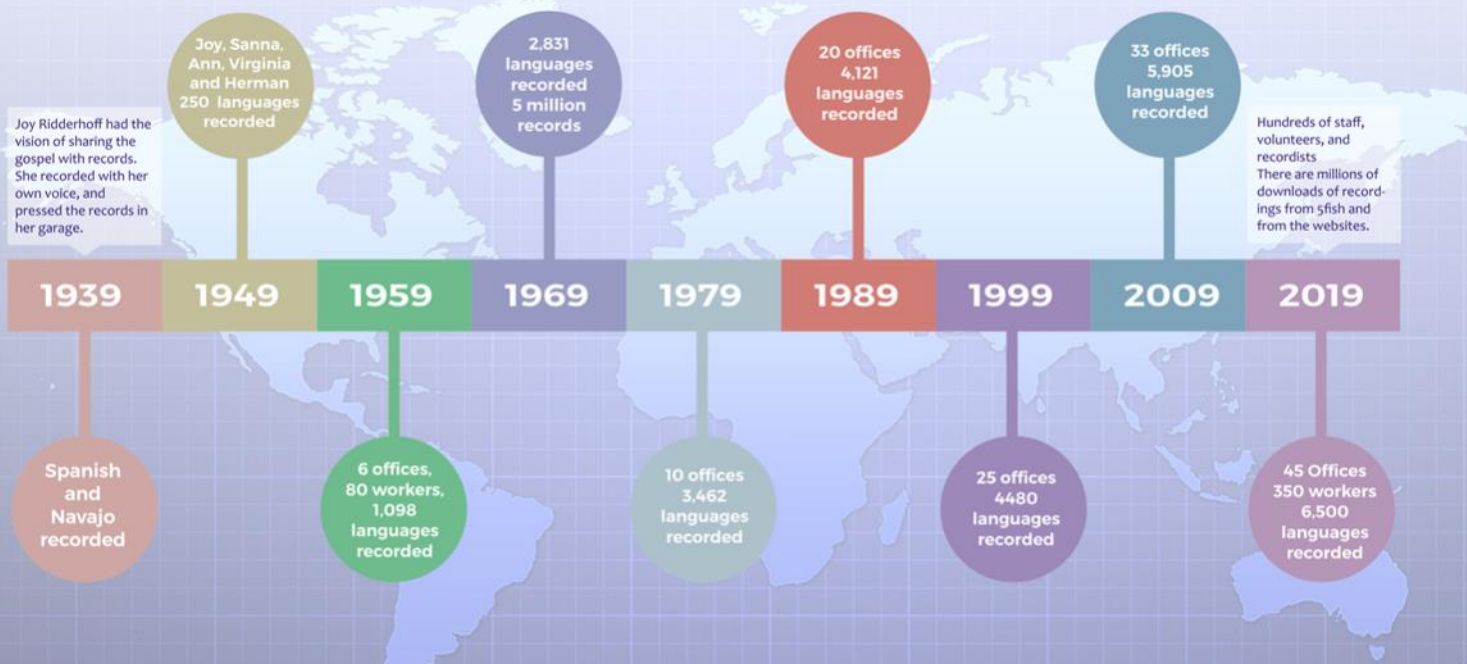 Joy Ridderhoff had the
vision of sharing the
gospel with records.
She recorded with her
own voice, and
pressed the records in
her garage.
1939
Spanish
and
Navajo
recorded
Joy, Sanna,
Ann, Virginia
and Herman
250 languages
recorded
1949
1959
6 offices,
80 workers,
1,098
languages
recorded
2,831
languages
recorded
5 million
records
1969
1979
10 offices
3,462
languages
recorded
20 offices
4,121
languages
recorded
1989
1999
25 offices
4480
languages
recorded
33 offices
5,905
languages
recorded
2009
Hundreds of staff,
volunteers, and
recordists
There are millions of
downloads of record-
ings from 5fish and
from the websites.
2019
45 Offices
350 workers
6,500
languages
recorded